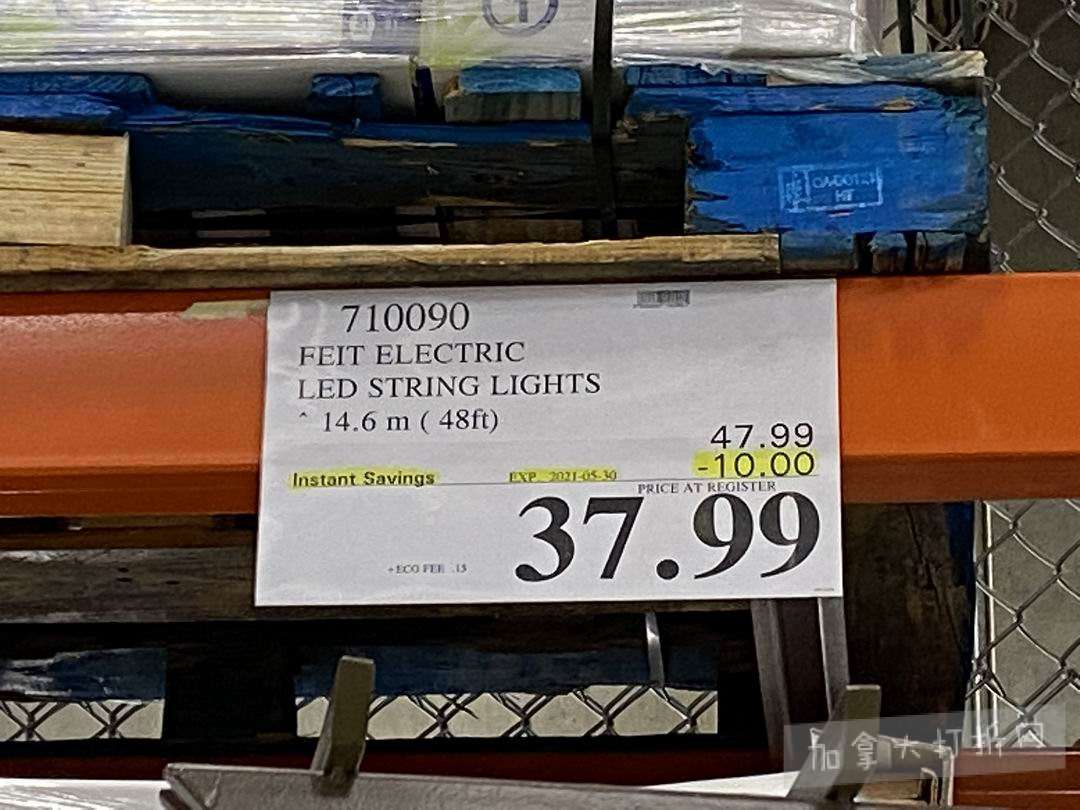 710090
FEIT ELECTRIC
LED STRING LIGHTS
^ 14.6 m ( 48ft)
47.99
Instant Savings EXP. 2021-05-30 -10.00
PRICE AT REGISTER
37.99
+ECO FEE .15
加拿大打折网